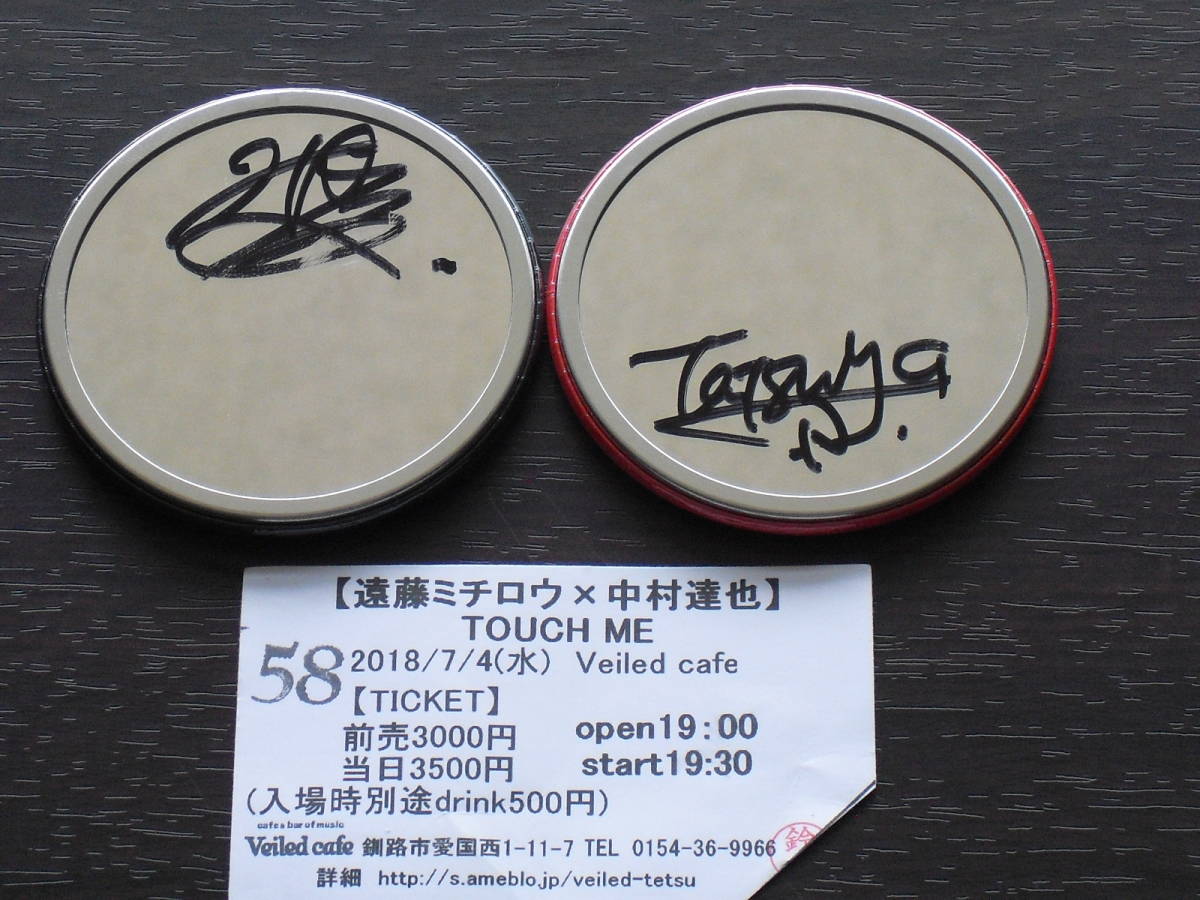 Tatsuya
【遠藤ミチロウ×中村達也】
TOUCH ME
58 2018/7/4(水) Veiled cafe
【TICKET】
前売3000円 open19:00
当日3500円 start19:30
(入場時別途drink500円)
cafe & bar of music
Veiled cafe 釧路市愛国西1-11-7 TEL 0154-36-9966
鈴
詳細 http://s.ameblo.jp/veiled-tetsu